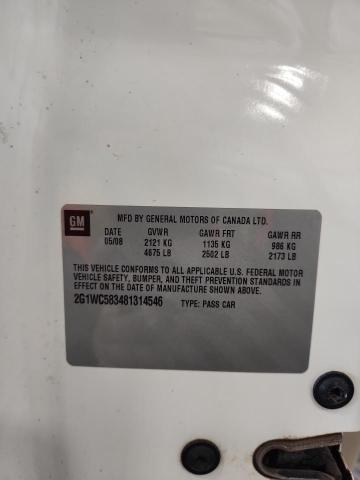 GM
MFD BY GENERAL MOTORS OF CANADA LTD.
DATE GVWR GAWR FRT GAWR RR
05/08 2121 KG 1135 KG 986 KG
4675 LB 2502 LB 2173 LB
THIS VEHICLE CONFORMS TO ALL APPLICABLE U.S. FEDERAL MOTOR
VEHICLE SAFETY, BUMPER, AND THEFT PREVENTION STANDARDS IN
EFFECT ON THE DATE OF MANUFACTURE SHOWN ABOVE.
2G1WC583481314546 TYPE: PASS CAR